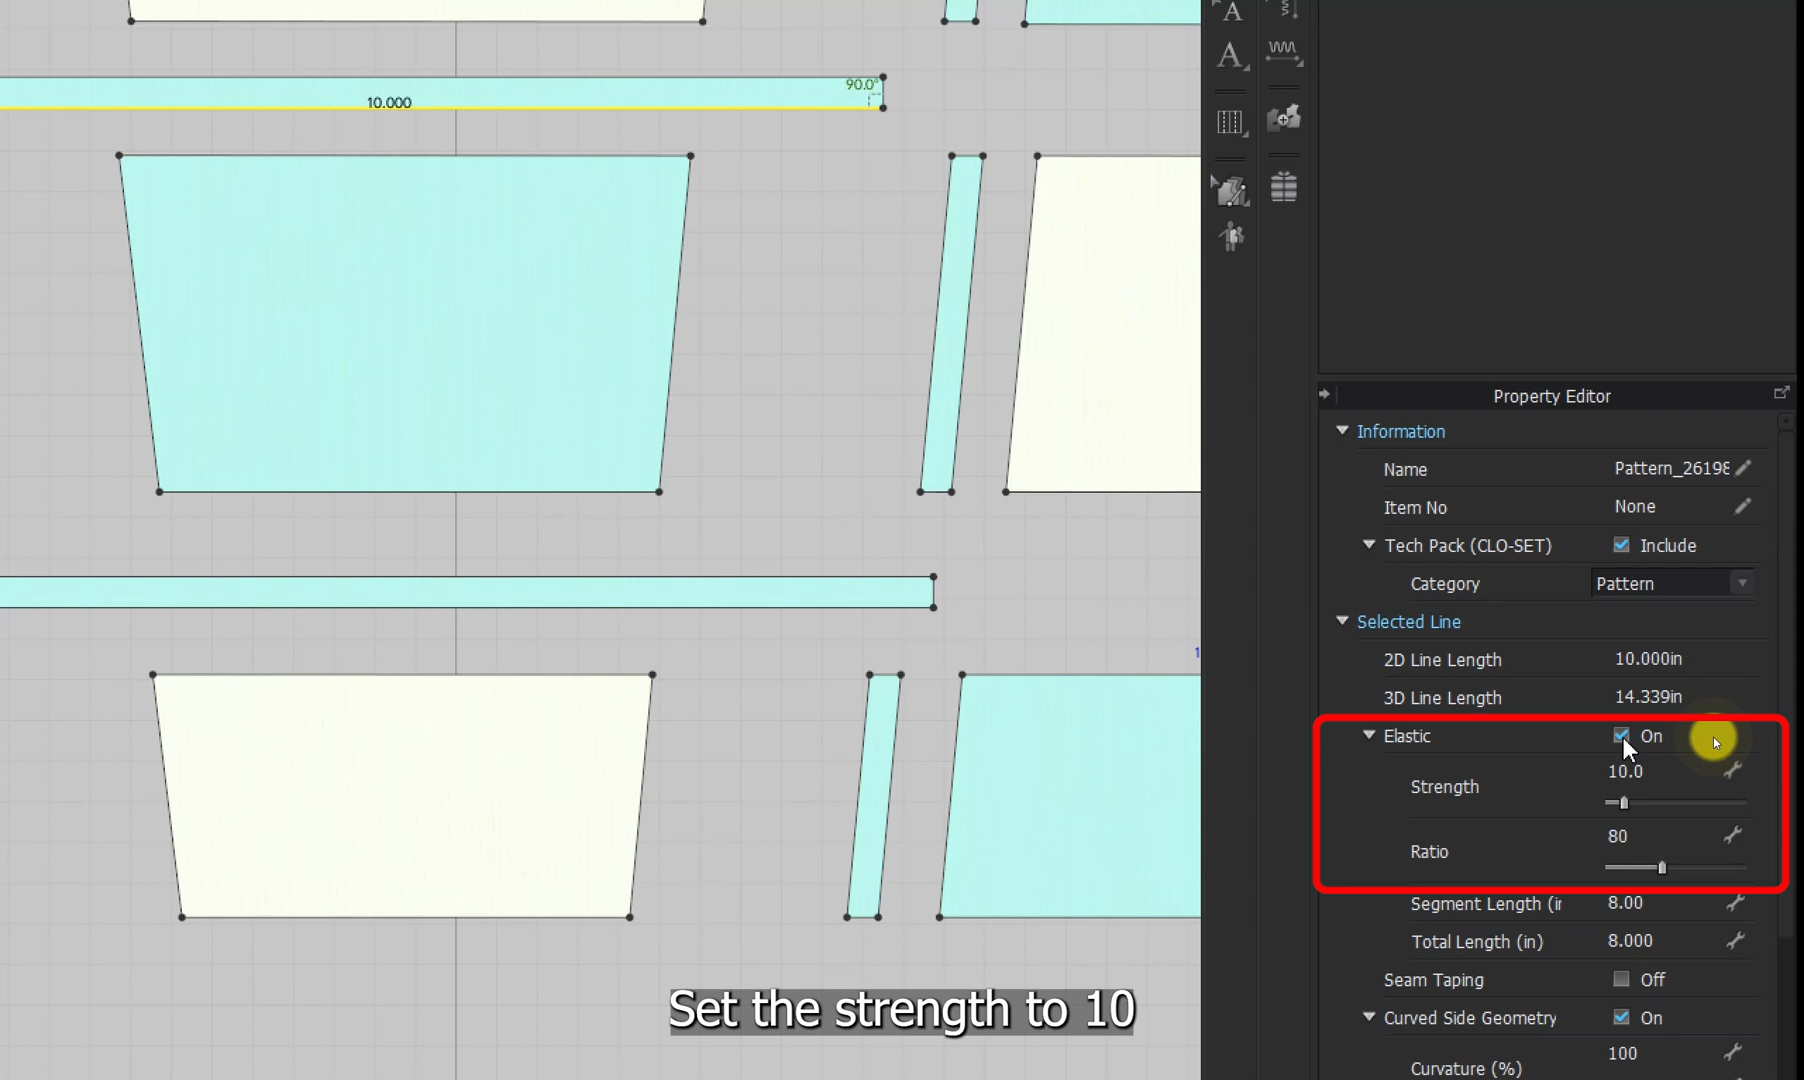 A
A
90.0°
10.000
Property Editor
Information
Name Pattern_26198
Item No None
Tech Pack (CLO-SET) Include
Category Pattern
Selected Line
2D Line Length 10.000in
3D Line Length 14.339in
Elastic On
Strength 10.0
Ratio 80
Segment Length (ir 8.00
Total Length (in) 8.000
Seam Taping Off
Curved Side Geometry On
Curvature (%) 100
1
Set the strength to 10